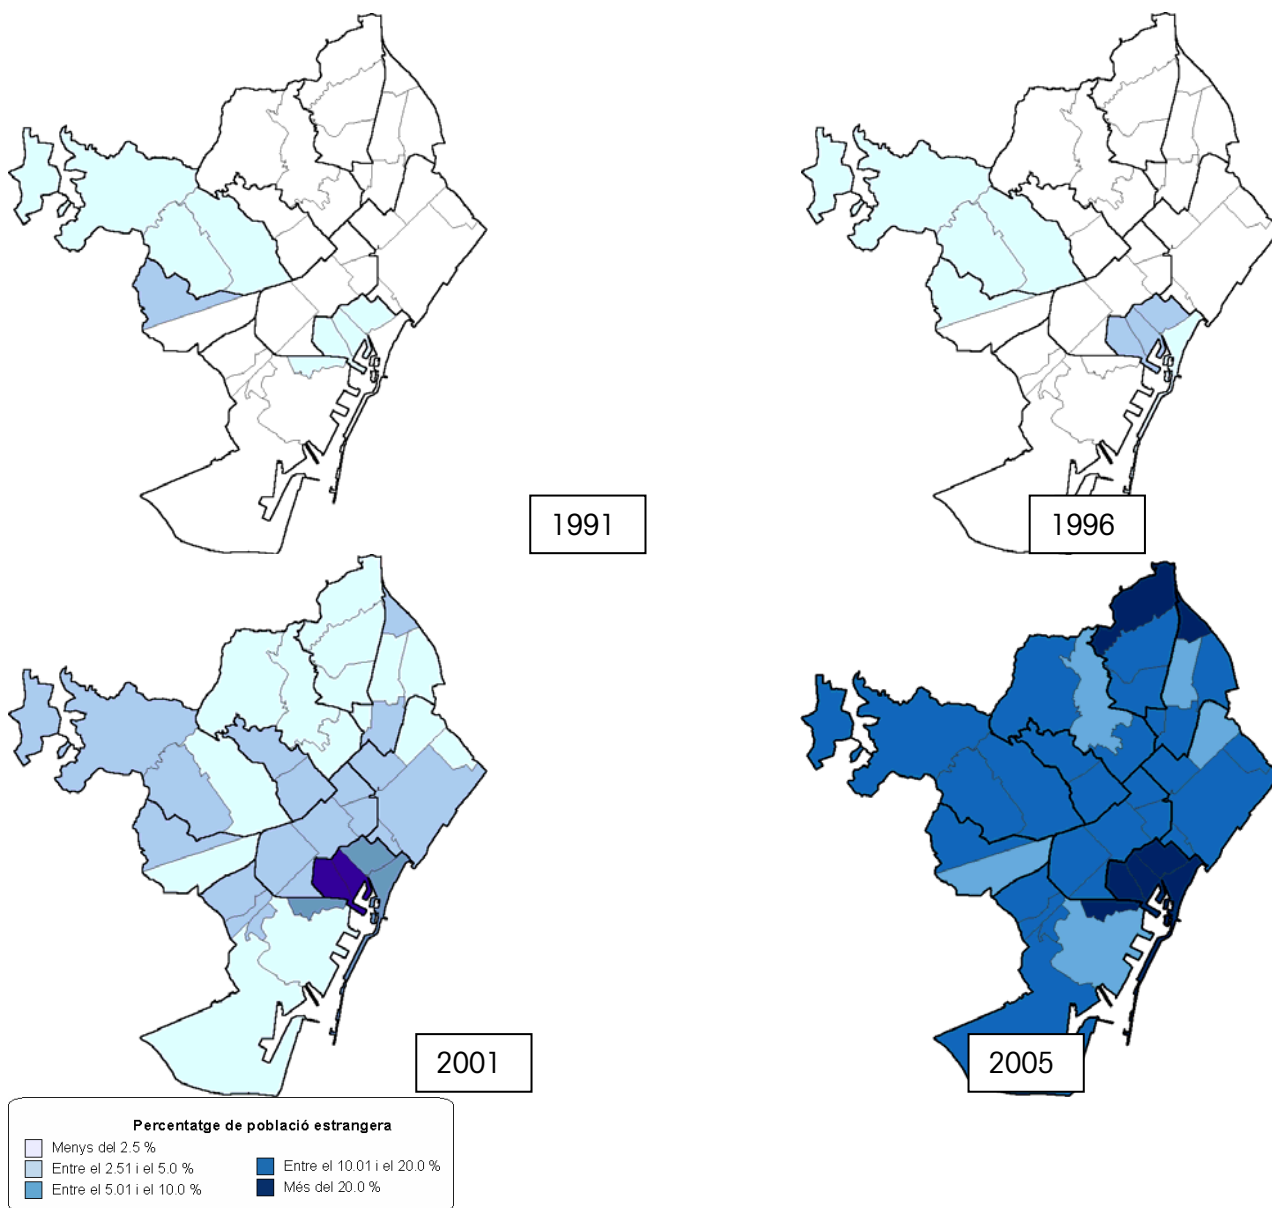 1991
1996
2001
2005
Percentatge de població estrangera
Menys del 2.5 %
Entre el 2.51 i el 5.0 %
Entre el 5.01 i el 10.0 %
Entre el 10.01 i el 20.0 %
Més del 20.0 %